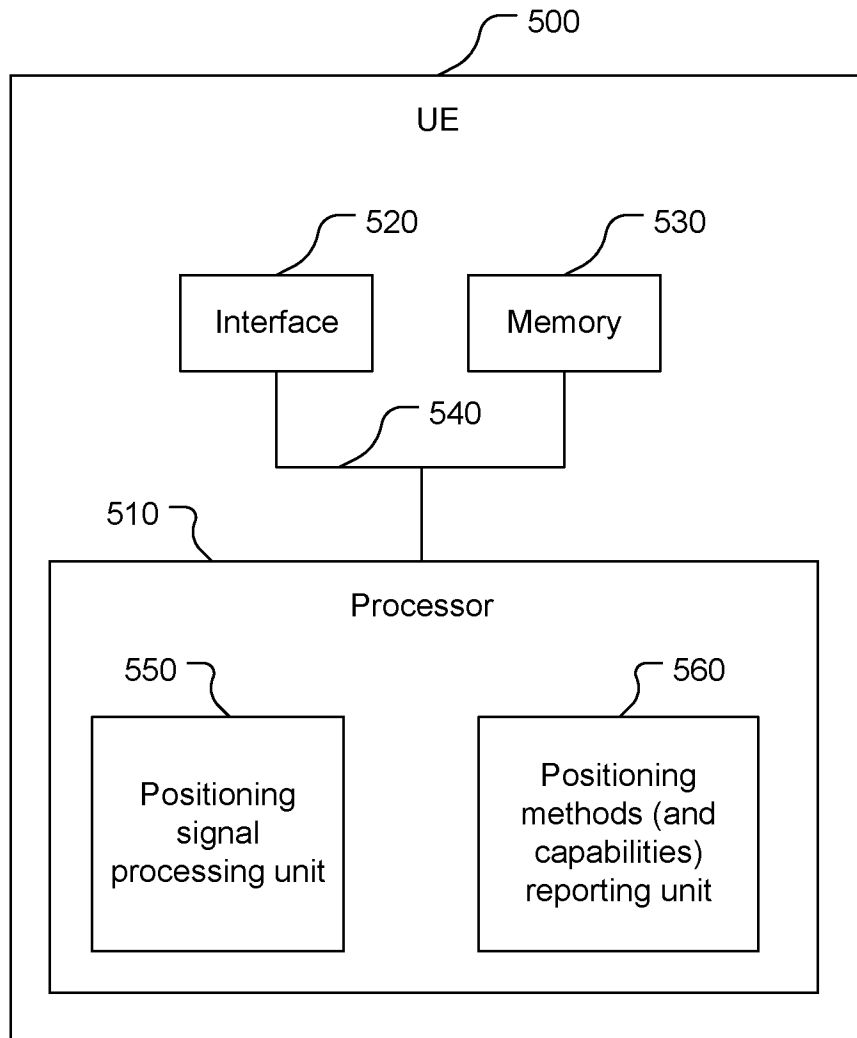 500
UE
520
530
Interface
Memory
540
510
Processor
550
560
Positioning
signal
processing unit
Positioning
methods (and
capabilities)
reporting unit